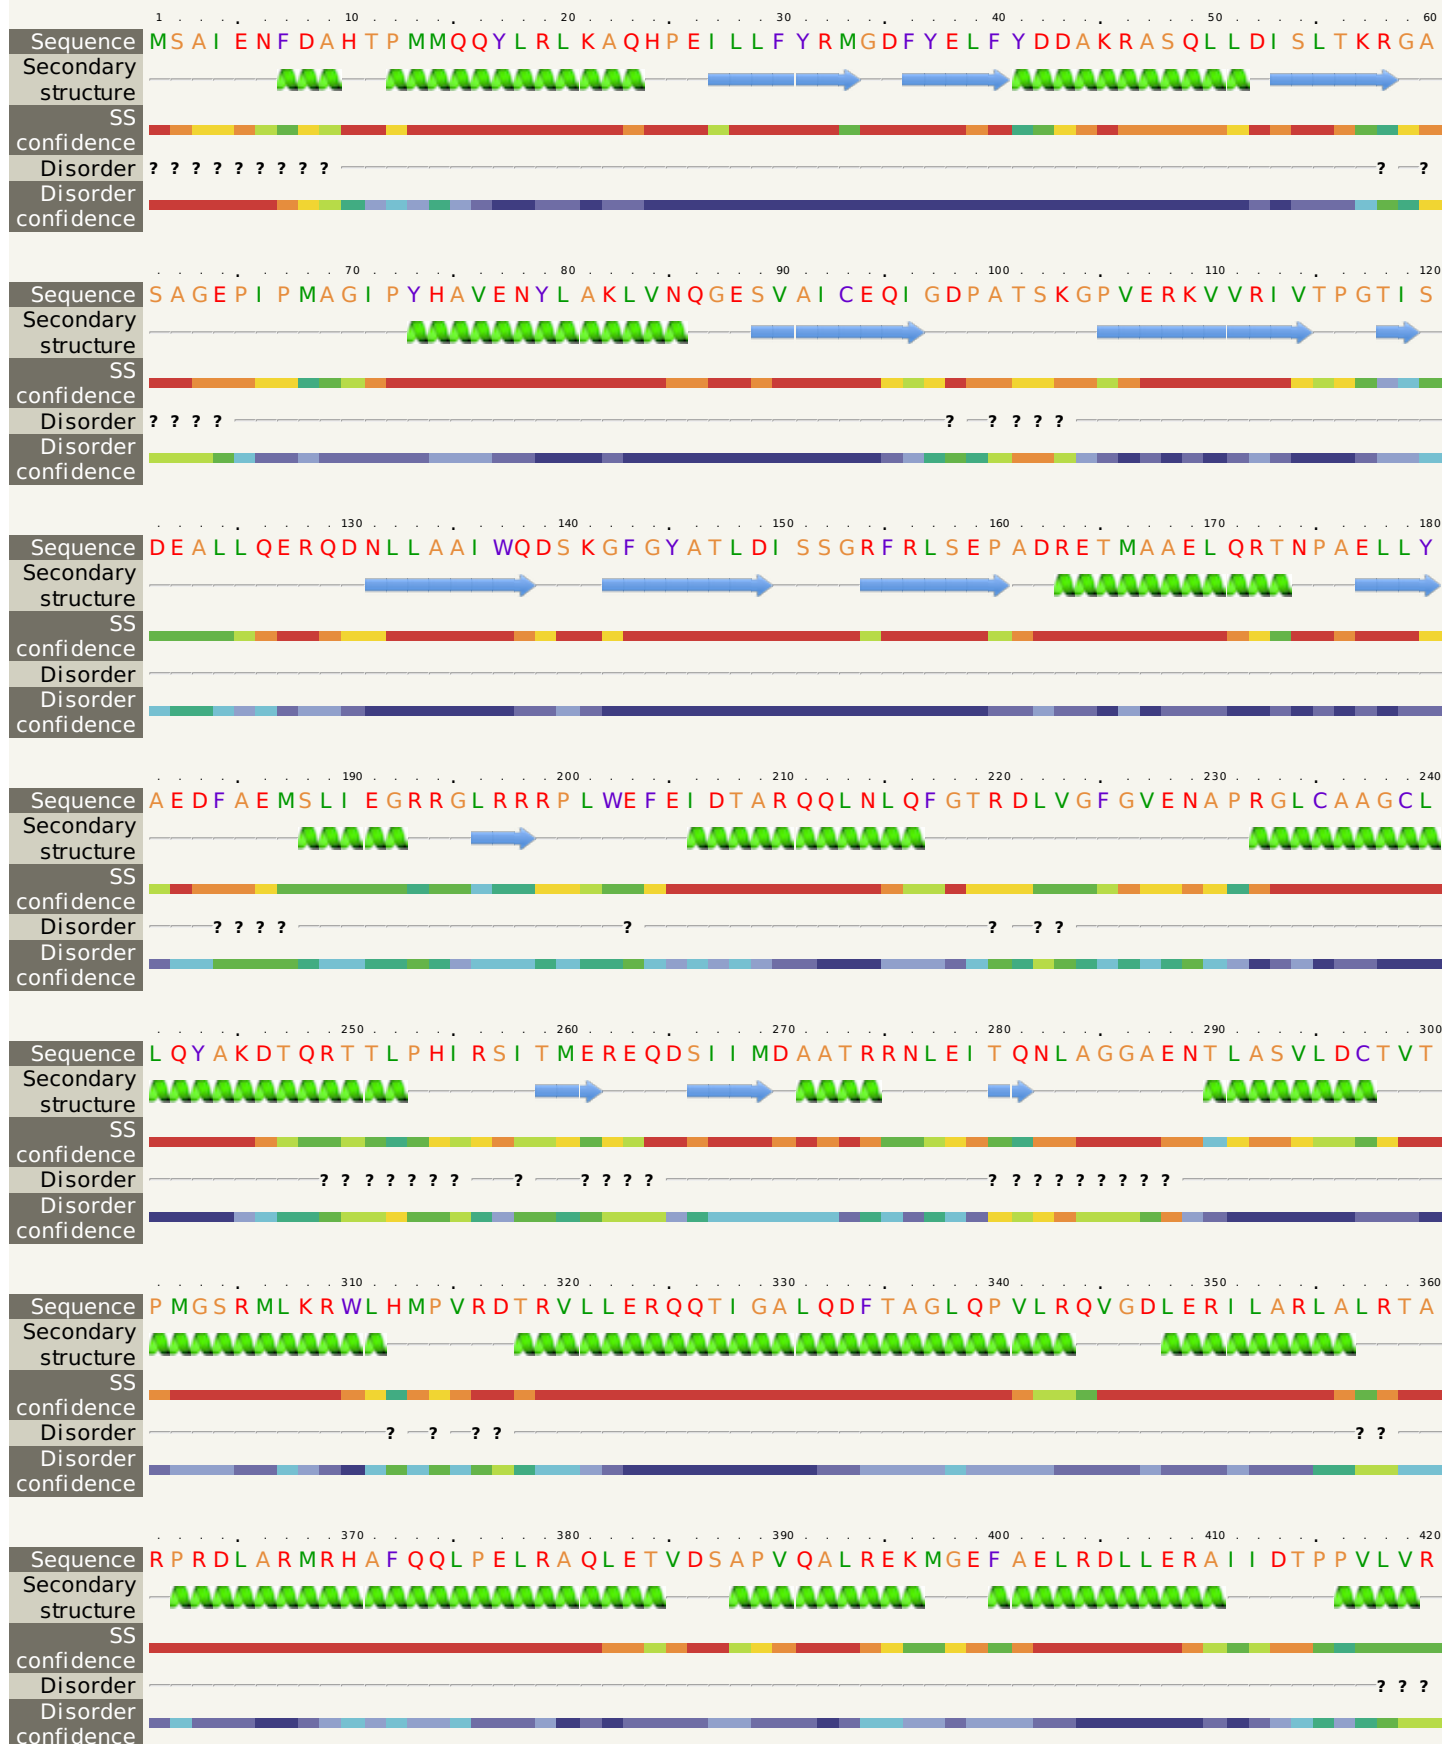 1 10 20 30 40 50 60
Sequence MSAIENFDAHTPMMQQYLRLKAQHPEILLFYRMGDFYELFYDDAKRASQLLDISLTKRGA
Secondary
structure
SS
confidence
Disorder ? ? ? ? ? ? ? ? ? ? ?
Disorder
confidence
70 80 90 100 110 120
Sequence SAGEPIPMAGIPYHAVENYLAKLVNQGESVAICEQIGDPATSKGPVERKVVRIVTPGTIS
Secondary
structure
SS
confidence
Disorder ? ? ? ? ? ? ? ? ?
Disorder
confidence
130 140 150 160 170 180
Sequence DEALLQERQDNLLAAIWQDSKGFGYATLDISSGRFRLSEPADRETMAAELQRTNPAELLY
Secondary
structure
SS
confidence
Disorder
Disorder
confidence
190 200 210 220 230 240
Sequence AEDFAEMSLIEGRRGLRRRPLWEFEIDTARQQLNLQFGTRDLVGFGVENAPRGLCAAGCL
Secondary
structure
SS
confidence
Disorder ? ? ? ? ? ? ? ?
Disorder
confidence
250 260 270 280 290 300
Sequence LQYAKDTQRTTLPHIRSITMEREQDSIIMDAATRRNLEITQNLAGGAENTLASVLDCTVT
Secondary
structure
SS
confidence
Disorder ? ? ? ? ? ? ? ? ? ? ? ? ? ? ? ? ? ? ? ? ?
Disorder
confidence
310 320 330 340 350 360
Sequence PMGSRMLKRWLHMPVRDTRVLLERQQTIGALQDFTAGLQPVLRQVGDLERILARLALRTA
Secondary
structure
SS
confidence
Disorder ? ? ? ? ? ?
Disorder
confidence
370 380 390 400 410 420
Sequence RPRDLARMRHAFQQLPELRAQLETVDSAPVQALREKMGEFAELRDLLERAIIDTPPVLVR
Secondary
structure
SS
confidence
Disorder ? ? ?
Disorder
confidence